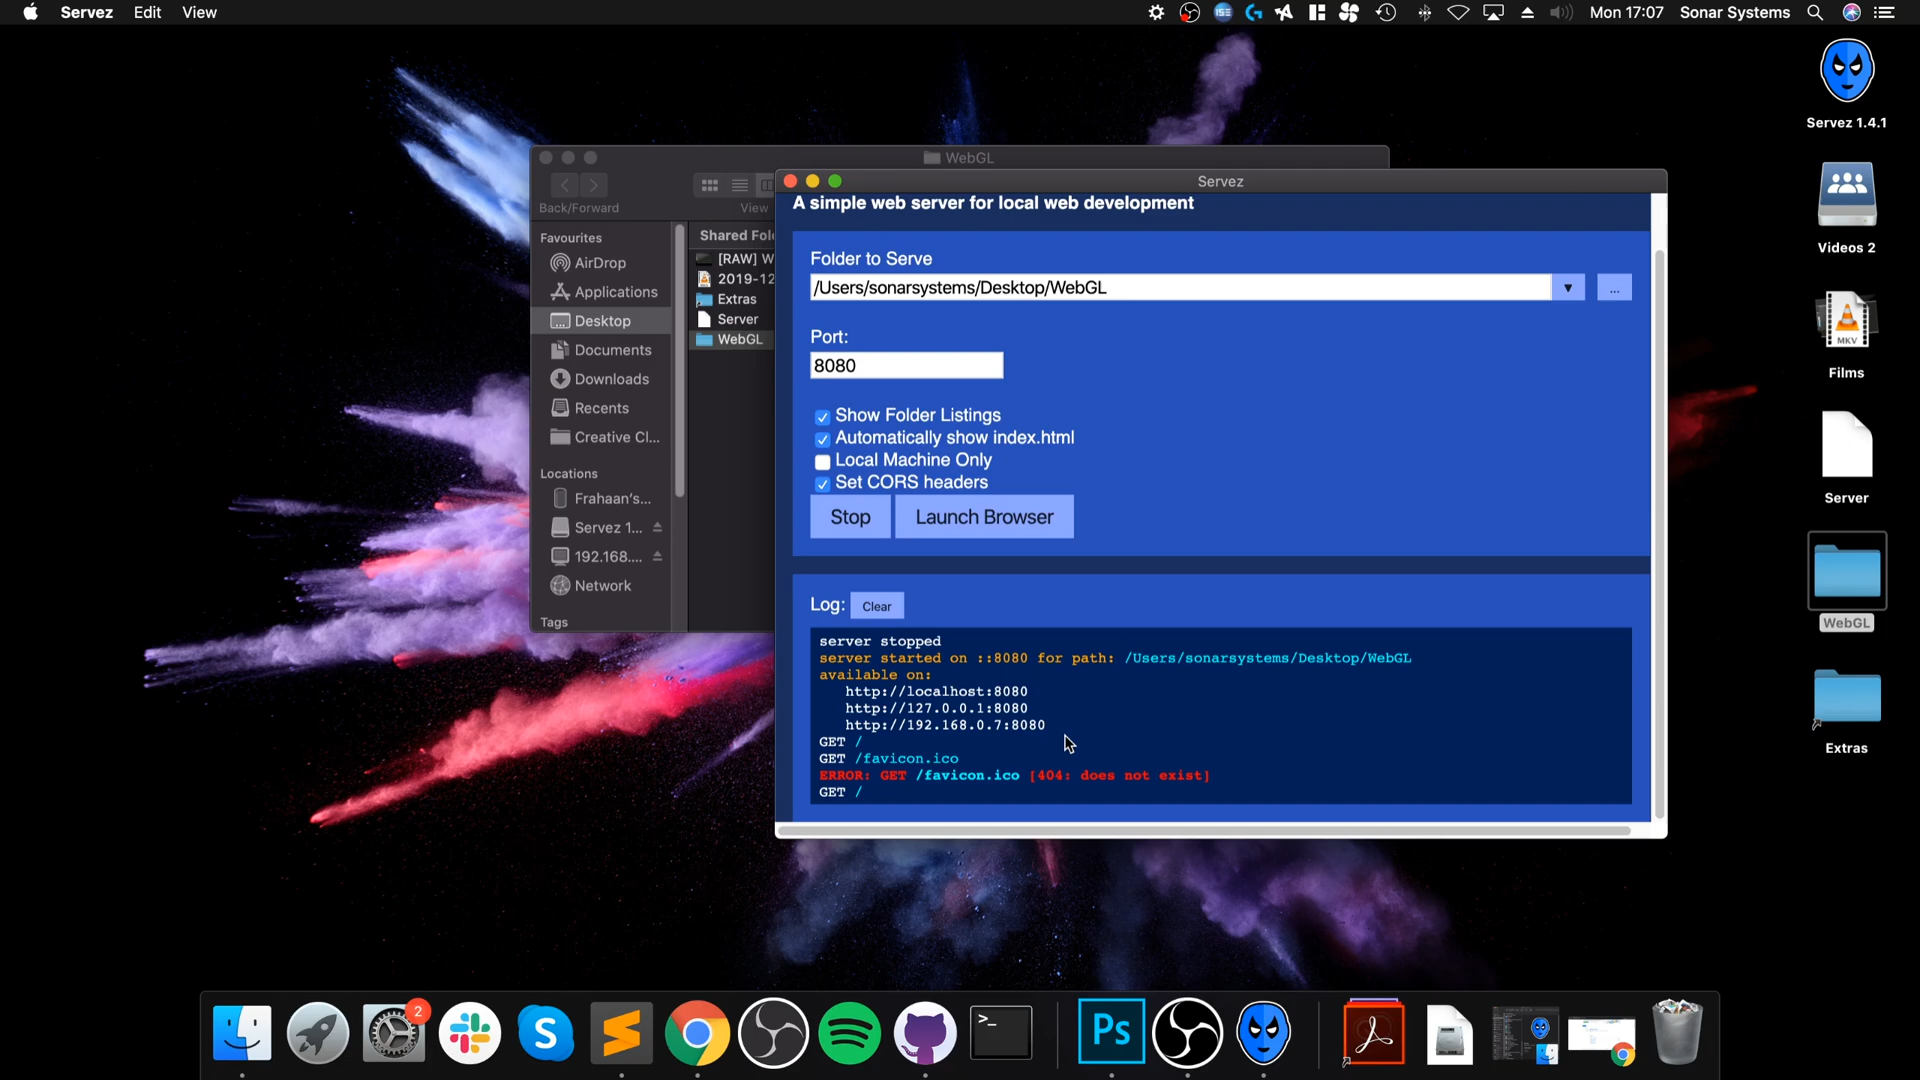 Servez Edit View
ISE
Mon 17:07 Sonar Systems
Servez 1.4.1
Videos 2
MKV
Films
Server
WebGL
Extras
WebGL
Back/Forward
View
Favourites
AirDrop
Applications
Desktop
Documents
Downloads
Recents
Creative Cl...
Locations
Frahaan's...
Servez 1...
192.168....
Network
Tags
Shared Fol
[RAW] W
2019-12
Extras
Server
WebGL
Servez
A simple web server for local web development
Folder to Serve
/Users/sonarsystems/Desktop/WebGL
...
Port:
8080
Show Folder Listings
Automatically show index.html
Local Machine Only
Set CORS headers
Stop Launch Browser
Log: Clear
server stopped
server started on ::8080 for path: /Users/sonarsystems/Desktop/WebGL
available on:
http://localhost:8080
http://127.0.0.1:8080
http://192.168.0.7:8080
GET /
GET /favicon.ico
ERROR: GET /favicon.ico [404: does not exist]
GET /
2
S
>_
Ps